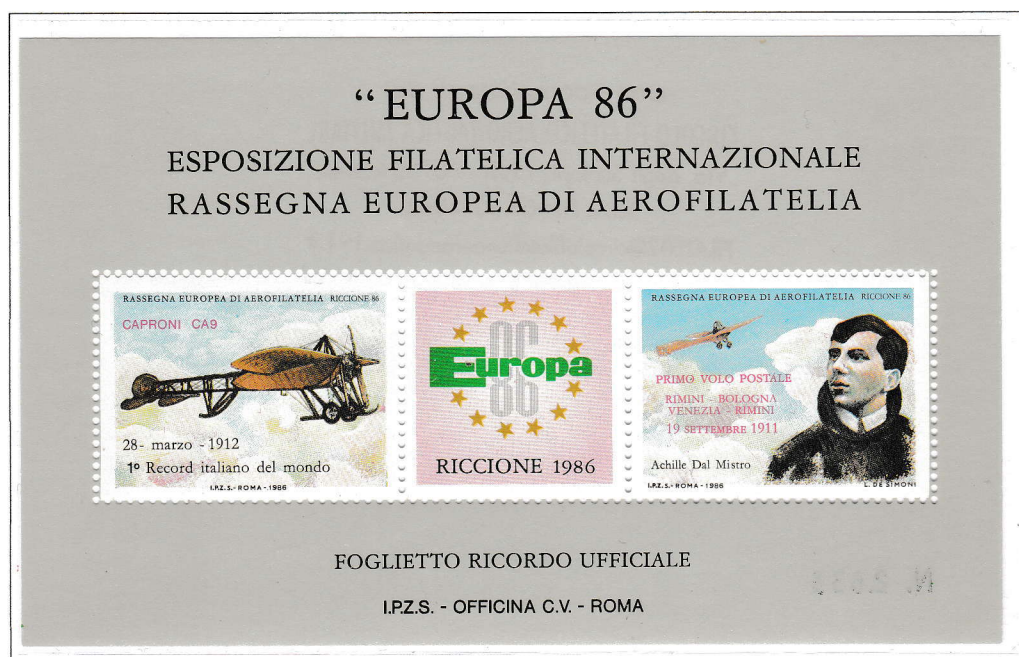 "EUROPA 86"
ESPOSIZIONE FILATELICA INTERNAZIONALE
RASSEGNA EUROPEA DI AEROFILATELIA
RASSEGNA EUROPEA DI AEROFILATELIA RICCIONE 86
CAPRONI CA9
28- marzo - 1912
1º Record italiano del mondo
I.P.Z.S.-ROMA-1986
86
Europa
86
RICCIONE 1986
RASSEGNA EUROPEA DI AEROFILATELIA RICCIONE 86
PRIMO VOLO POSTALE
RIMINI - BOLOGNA
VENEZIA - RIMINI
19 SETTEMBRE 1911
Achille Dal Mistro
I.P.Z.S.-ROMA-1986
L. DE SIMONI
FOGLIETTO RICORDO UFFICIALE
I.P.Z.S. - OFFICINA C.V. - ROMA